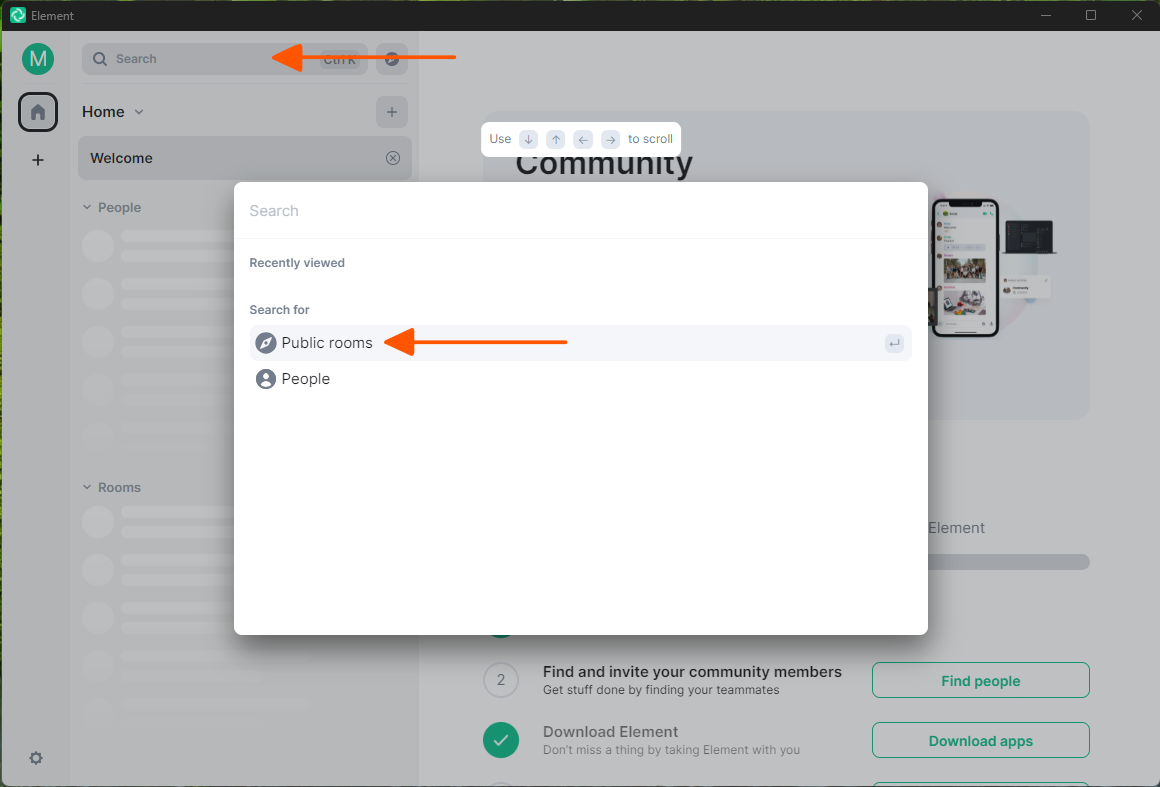 Element
M
Search
Ctrl K
Home
Welcome
Use ↓ ↑ ← → to scroll
Community
People
Search
Recently viewed
Search for
Public rooms
People
Rooms
Element
2
Find and invite your community members
Get stuff done by finding your teammates
Find people
Download Element
Don't miss a thing by taking Element with you
Download apps